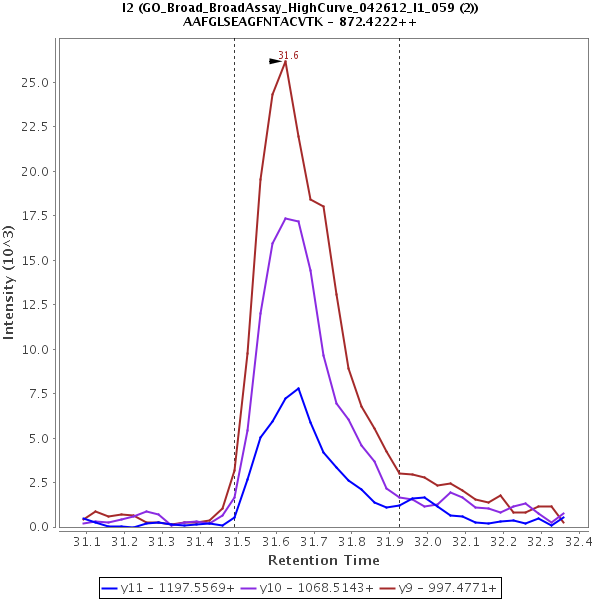 I2 (GO_Broad_BroadAssay_HighCurve_042612_I1_059 (2))
AAFGLSEAGFNTACVTK - 872.4222++
31.6
Intensity (10^3)
25.0
22.5
20.0
17.5
15.0
12.5
10.0
7.5
5.0
2.5
0.0
31.1 31.2 31.3 31.4 31.5 31.6 31.7 31.8 31.9 32.0 32.1 32.2 32.3 32.4
Retention Time
y11 - 1197.5569+ y10 - 1068.5143+ y9 - 997.4771+